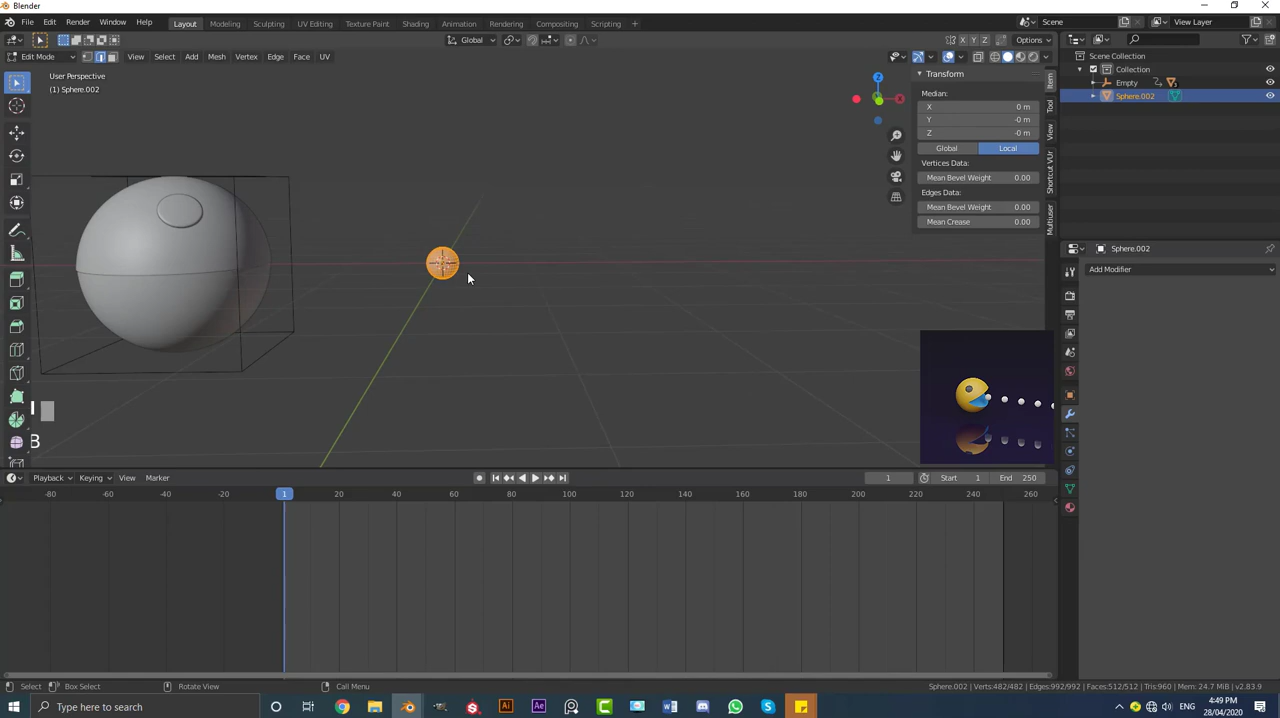 Blender
File Edit Render Window Help Layout Modeling Sculpting UV Editing Texture Paint Shading Animation Rendering Compositing Scripting + Scene View Layer
Global X Y Z Options
Edit Mode View Select Add Mesh Vertex Edge Face UV
User Perspective
(1) Sphere.002
Z
Transform
Median:
X 0 m
Y -0 m
Z -0 m
Global Local
Vertices Data:
Mean Bevel Weight 0.00
Edges Data:
Mean Bevel Weight 0.00
Mean Crease 0.00
Item
Tool
View
Shortcut VUr
Multiuser
Scene Collection
Collection
Empty
Sphere.002
Sphere.002
Add Modifier
B
Playback Keying View Marker 1 Start 1 End 250
-80 -60 -40 -20 1 20 40 60 80 100 120 140 160 180 200 220 240 260
Select Box Select Rotate View Call Menu Sphere.002 | Verts:482/482 | Edges:992/992 | Faces:512/512 | Tris:960 | Mem: 24.7 MiB | v2.83.9
Type here to search
ENG
4:49 PM
28/04/2020